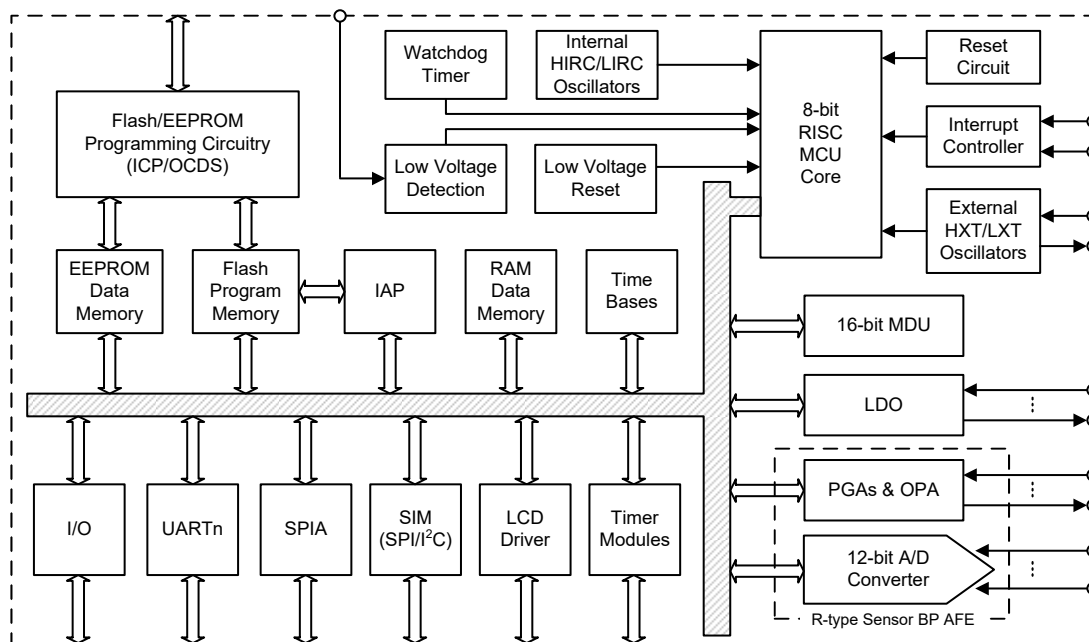 Flash/EEPROM
Programming Circuitry
(ICP/OCDS)
Watchdog
Timer
Internal
HIRC/LIRC
Oscillators
Low Voltage
Detection
Low Voltage
Reset
8-bit
RISC
MCU
Core
Reset
Circuit
Interrupt
Controller
External
HXT/LXT
Oscillators
EEPROM
Data
Memory
Flash
Program
Memory
IAP
RAM
Data
Memory
Time
Bases
16-bit MDU
LDO
PGAs & OPA
12-bit A/D
Converter
R-type Sensor BP AFE
I/O
UARTn
SPIA
SIM
(SPI/I²C)
LCD
Driver
Timer
Modules